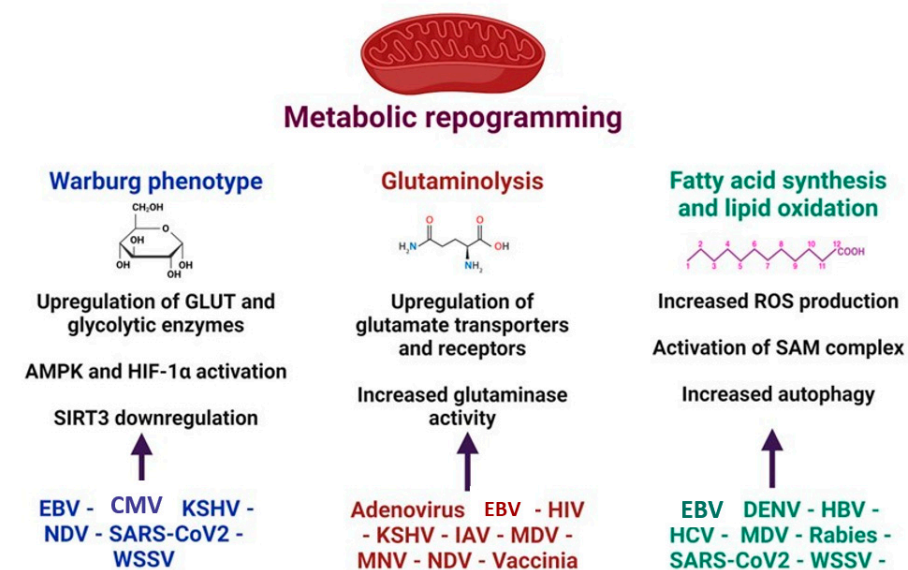 Metabolic repogramming
Warburg phenotype
CH₂OH
O
OH
OH
OH
OH
Upregulation of GLUT and
glycolytic enzymes
AMPK and HIF-1α activation
SIRT3 downregulation
EBV - CMV KSHV -
NDV - SARS-CoV2 -
WSSV
Glutaminolysis
O
O
H₂N
OH
NH₂
Upregulation of
glutamate transporters
and receptors
Increased glutaminase
activity
Adenovirus EBV - HIV
- KSHV - IAV - MDV -
MNV - NDV - Vaccinia
Fatty acid synthesis
and lipid oxidation
2 4 6 8 10 12 COOH
1 3 5 7 9 11
Increased ROS production
Activation of SAM complex
Increased autophagy
EBV DENV - HBV -
HCV - MDV - Rabies -
SARS-CoV2 - WSSV -